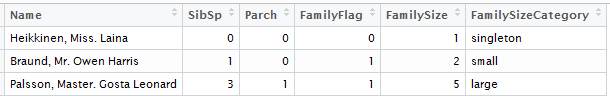 Name SibSp Parch FamilyFlag FamilySize FamilySizeCategory
Heikkinen, Miss. Laina 0 0 0 1 singleton
Braund, Mr. Owen Harris 1 0 1 2 small
Palsson, Master. Gosta Leonard 3 1 1 5 large